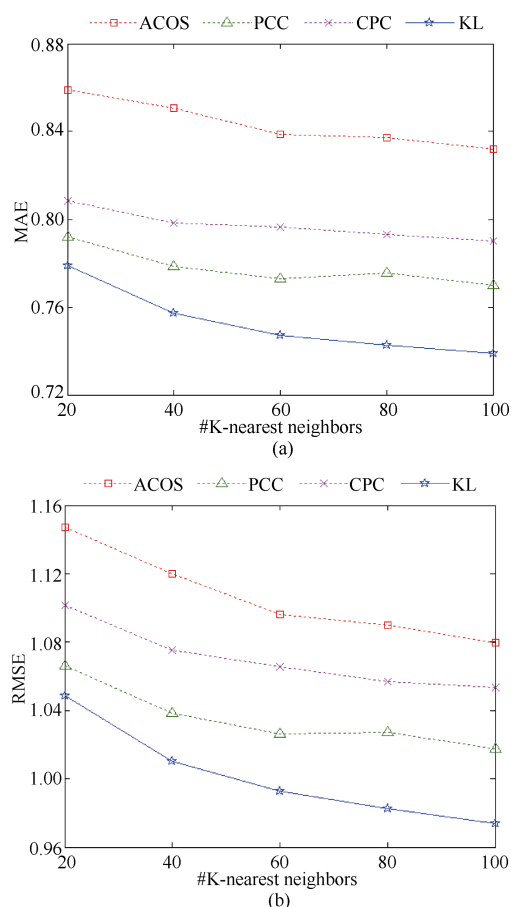 ACOS PCC CPC KL
0.88
0.84
0.80
0.76
0.72
MAE
20 40 60 80 100
#K-nearest neighbors
(a)
ACOS PCC CPC KL
1.16
1.12
1.08
1.04
1.00
0.96
RMSE
20 40 60 80 100
#K-nearest neighbors
(b)